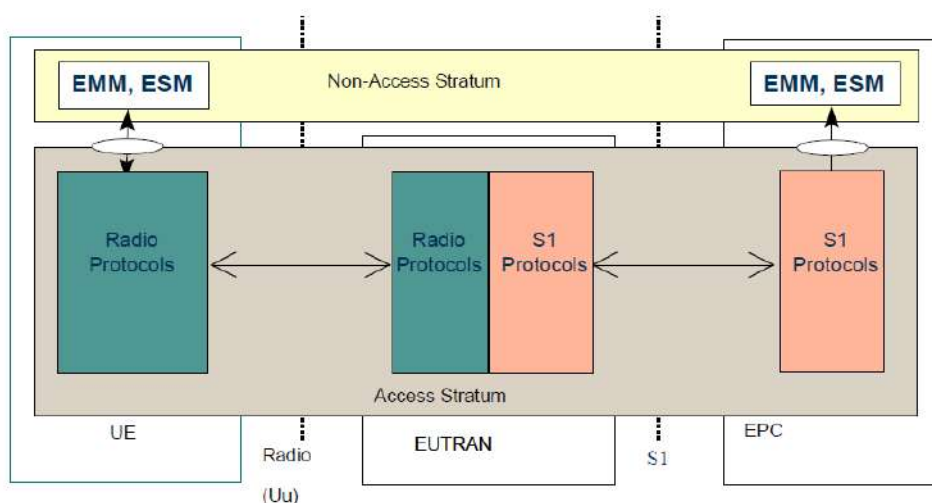 EMM, ESM
Non-Access Stratum
EMM, ESM
Radio
Protocols
Radio
Protocols
S1
Protocols
S1
Protocols
Access Stratum
UE
Radio
(Uu)
EUTRAN
S1
EPC